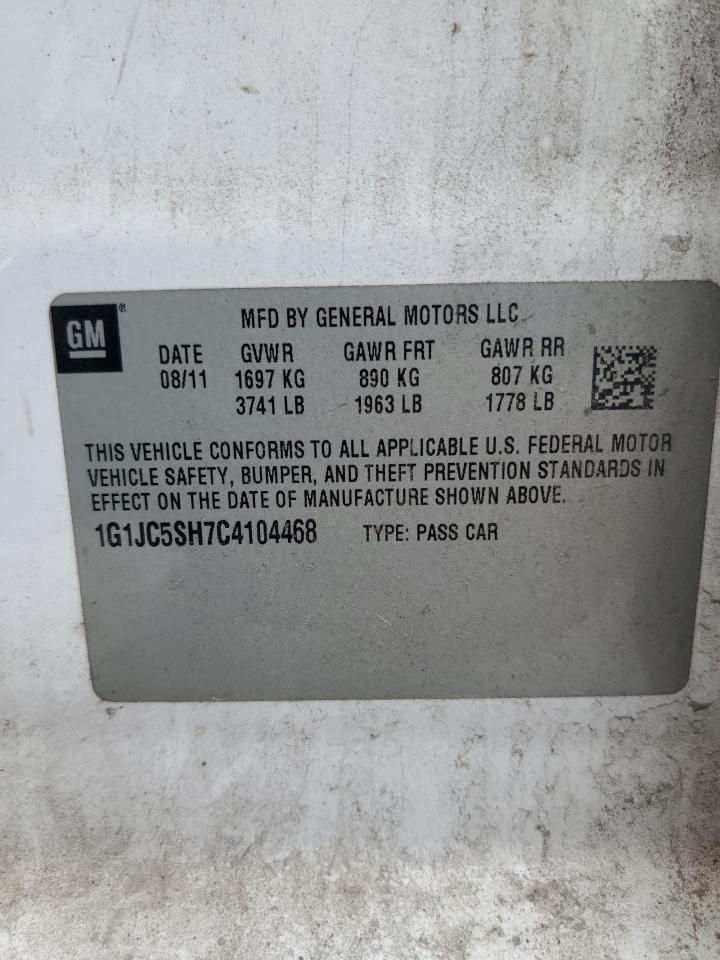 GM ®
MFD BY GENERAL MOTORS LLC
DATE GVWR GAWR FRT GAWR RR
08/11 1697 KG 890 KG 807 KG
3741 LB 1963 LB 1778 LB
THIS VEHICLE CONFORMS TO ALL APPLICABLE U.S. FEDERAL MOTOR
VEHICLE SAFETY, BUMPER, AND THEFT PREVENTION STANDARDS IN
EFFECT ON THE DATE OF MANUFACTURE SHOWN ABOVE.
1G1JC5SH7C4104468 TYPE: PASS CAR